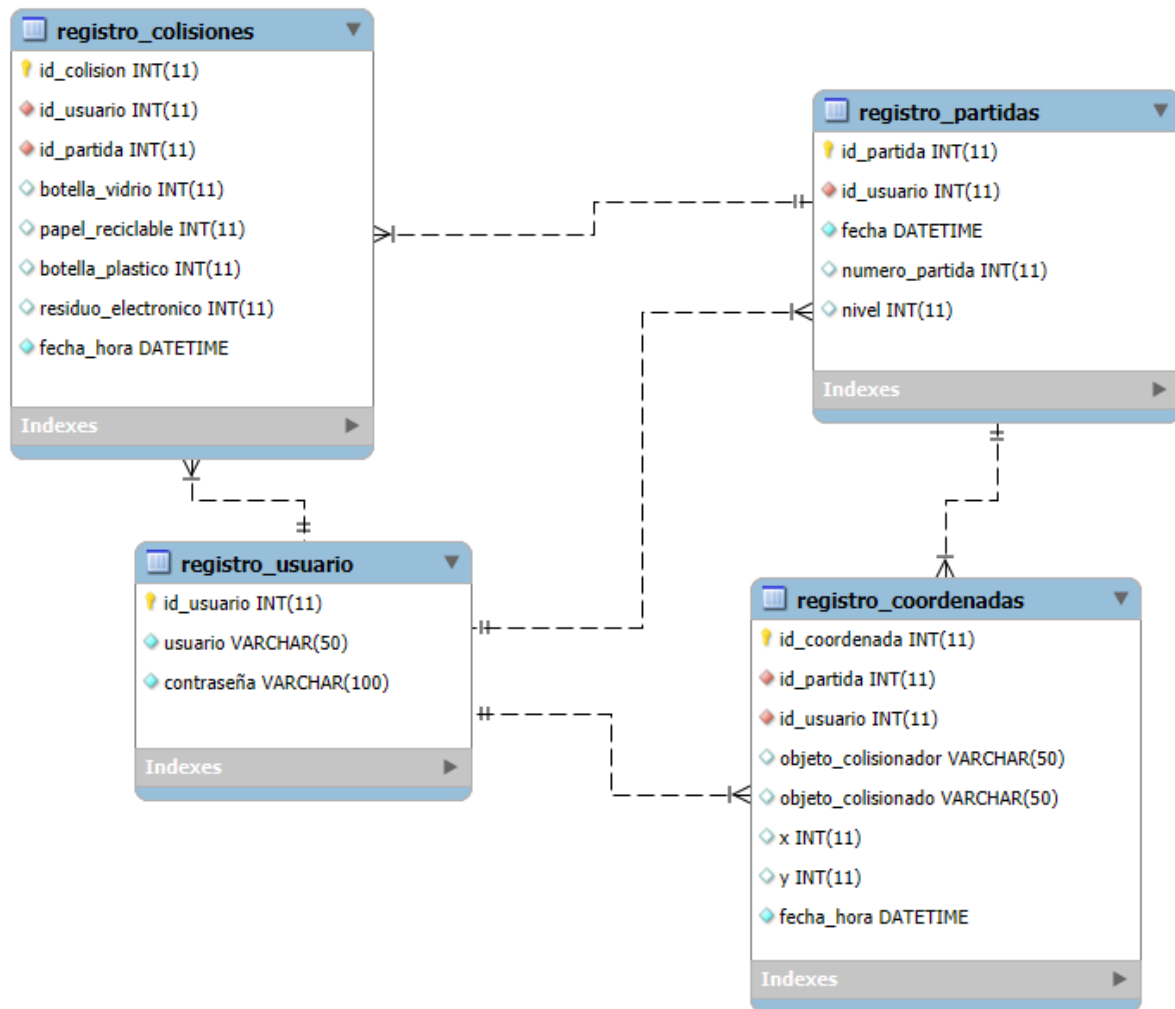 registro_colisiones
id_colision INT(11)
id_usuario INT(11)
id_partida INT(11)
botella_vidrio INT(11)
papel_reciclable INT(11)
botella_plastico INT(11)
residuo_electronico INT(11)
fecha_hora DATETIME
Indexes
registro_partidas
id_partida INT(11)
id_usuario INT(11)
fecha DATETIME
numero_partida INT(11)
nivel INT(11)
Indexes
registro_usuario
id_usuario INT(11)
usuario VARCHAR(50)
contraseña VARCHAR(100)
Indexes
registro_coordenadas
id_coordenada INT(11)
id_partida INT(11)
id_usuario INT(11)
objeto_colisionador VARCHAR(50)
objeto_colisionado VARCHAR(50)
x INT(11)
y INT(11)
fecha_hora DATETIME
Indexes